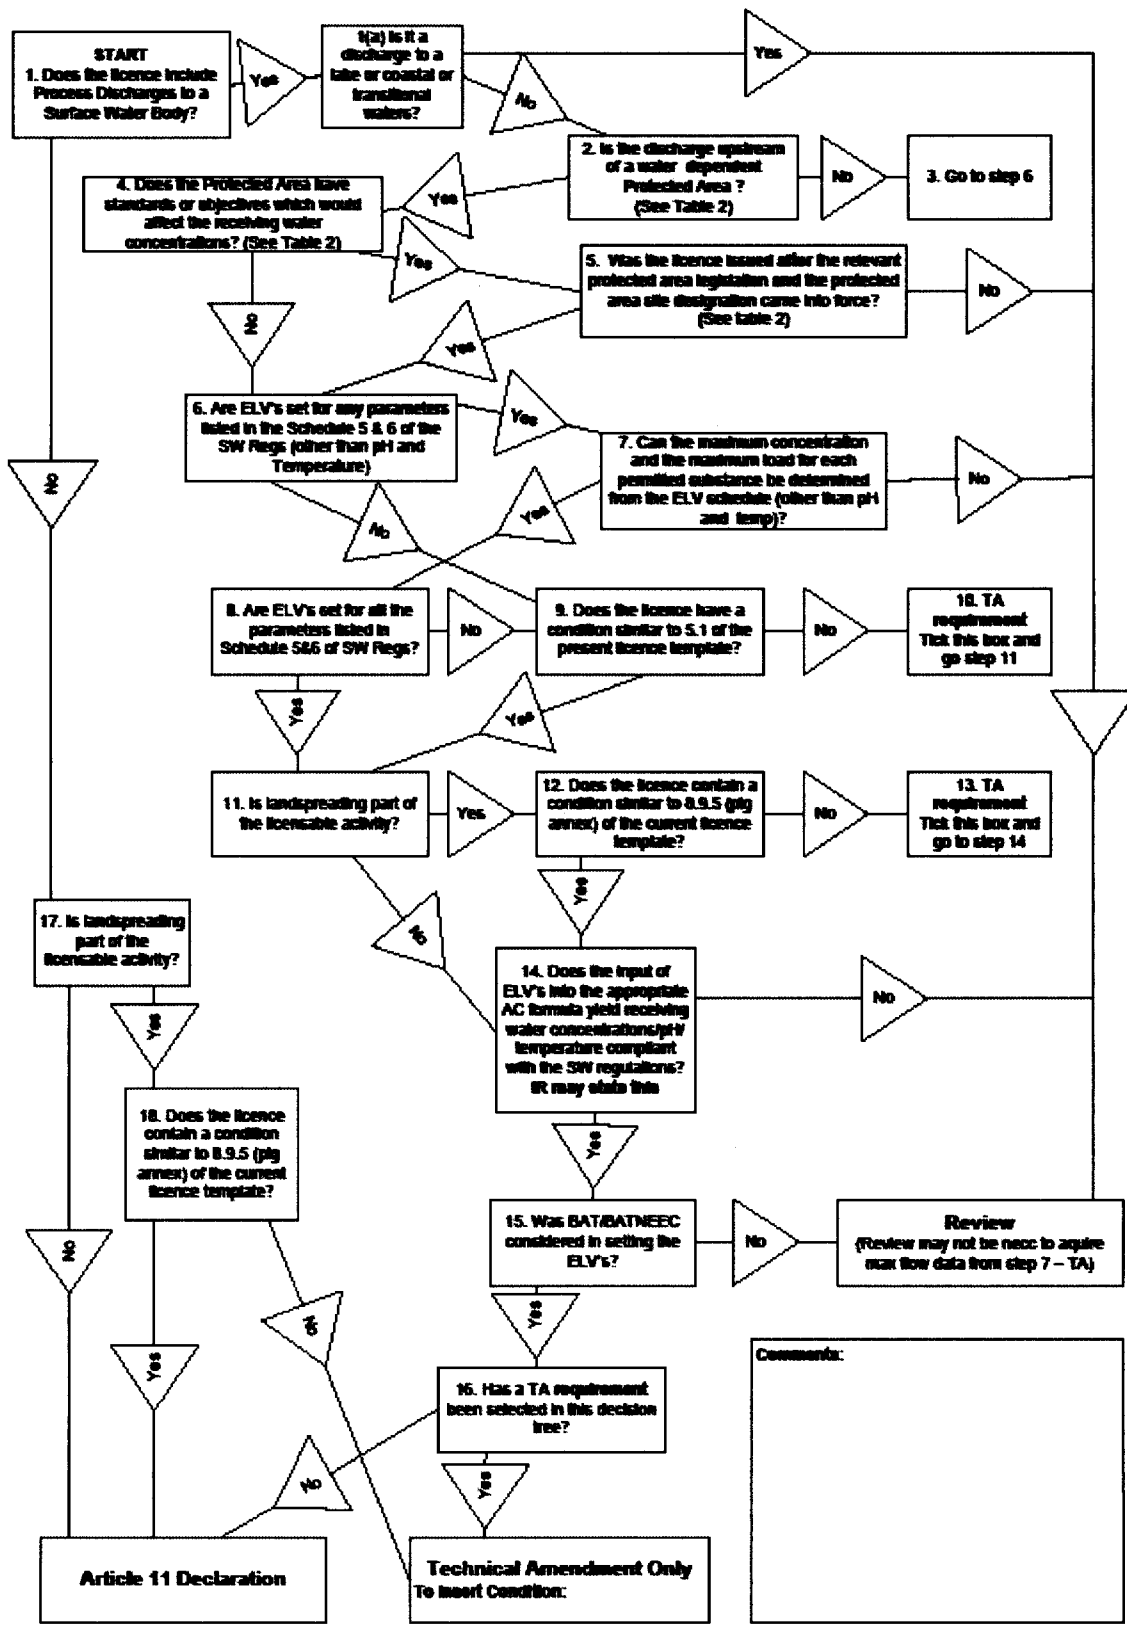 START
1. Does the licence include
Process Discharges to a
Surface Water Body?
Yes
1(a) Is it a
discharge to a
lake or coastal or
transitional
waters?
Yes
No
2. Is the discharge upstream
of a water dependent
Protected Area ?
(See Table 2)
No
3. Go to step 6
Yes
4. Does the Protected Area have
standards or objectives which would
affect the receiving water
concentrations? (See Table 2)
Yes
No
5. Was the licence issued after the relevant
protected area legislation and the protected
area site designation came into force?
(See table 2)
No
Yes
6. Are ELV's set for any parameters
listed in the Schedule 5 & 6 of the
SW Regs (other than pH and
Temperature)
Yes
No
7. Can the maximum concentration
and the maximum load for each
permitted substance be determined
from the ELV schedule (other than pH
and temp)?
No
Yes
No
8. Are ELV's set for all the
parameters listed in
Schedule 5&6 of SW Regs?
No
9. Does the licence have a
condition similar to 5.1 of the
present licence template?
No
10. TA
requirement
Tick this box and
go step 11
Yes
Yes
11. Is landspreading part of
the licensable activity?
Yes
12. Does the licence contain a
condition similar to 8.9.5 (pig
annex) of the current licence
template?
No
13. TA
requirement
Tick this box and
go to step 14
Yes
No
17. Is landspreading
part of the
licensable activity?
14. Does the input of
ELV's into the appropriate
AC formula yield receiving
water concentrations/pH/
temperature compliant
with the SW regulations?
IR may state this
No
Yes
Yes
18. Does the licence
contain a condition
similar to 8.9.5 (pig
annex) of the current
licence template?
15. Was BAT/BATNEEC
considered in setting the
ELV's?
No
Review
(Review may not be necc to aquire
max flow data from step 7 – TA)
No
Yes
No
Yes
16. Has a TA requirement
been selected in this decision
tree?
Comments:
No
Yes
Article 11 Declaration
Technical Amendment Only
To Insert Condition: